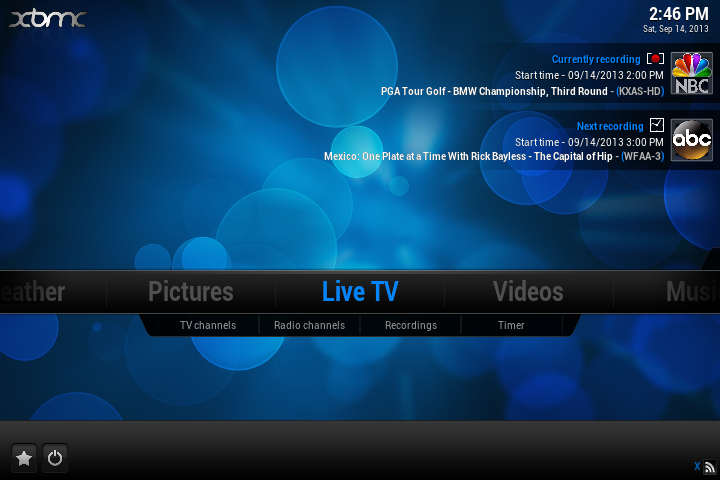 xbmc
2:46 PM
Sat, Sep 14, 2013
Currently recording
Start time - 09/14/2013 2:00 PM
PGA Tour Golf - BMW Championship, Third Round - (KXAS-HD)
NBC
Next recording
Start time - 09/14/2013 3:00 PM
Mexico: One Plate at a Time With Rick Bayless - The Capital of Hip - (WFAA-3)
abc
eather Pictures Live TV Videos Musi
TV channels Radio channels Recordings Timer
X